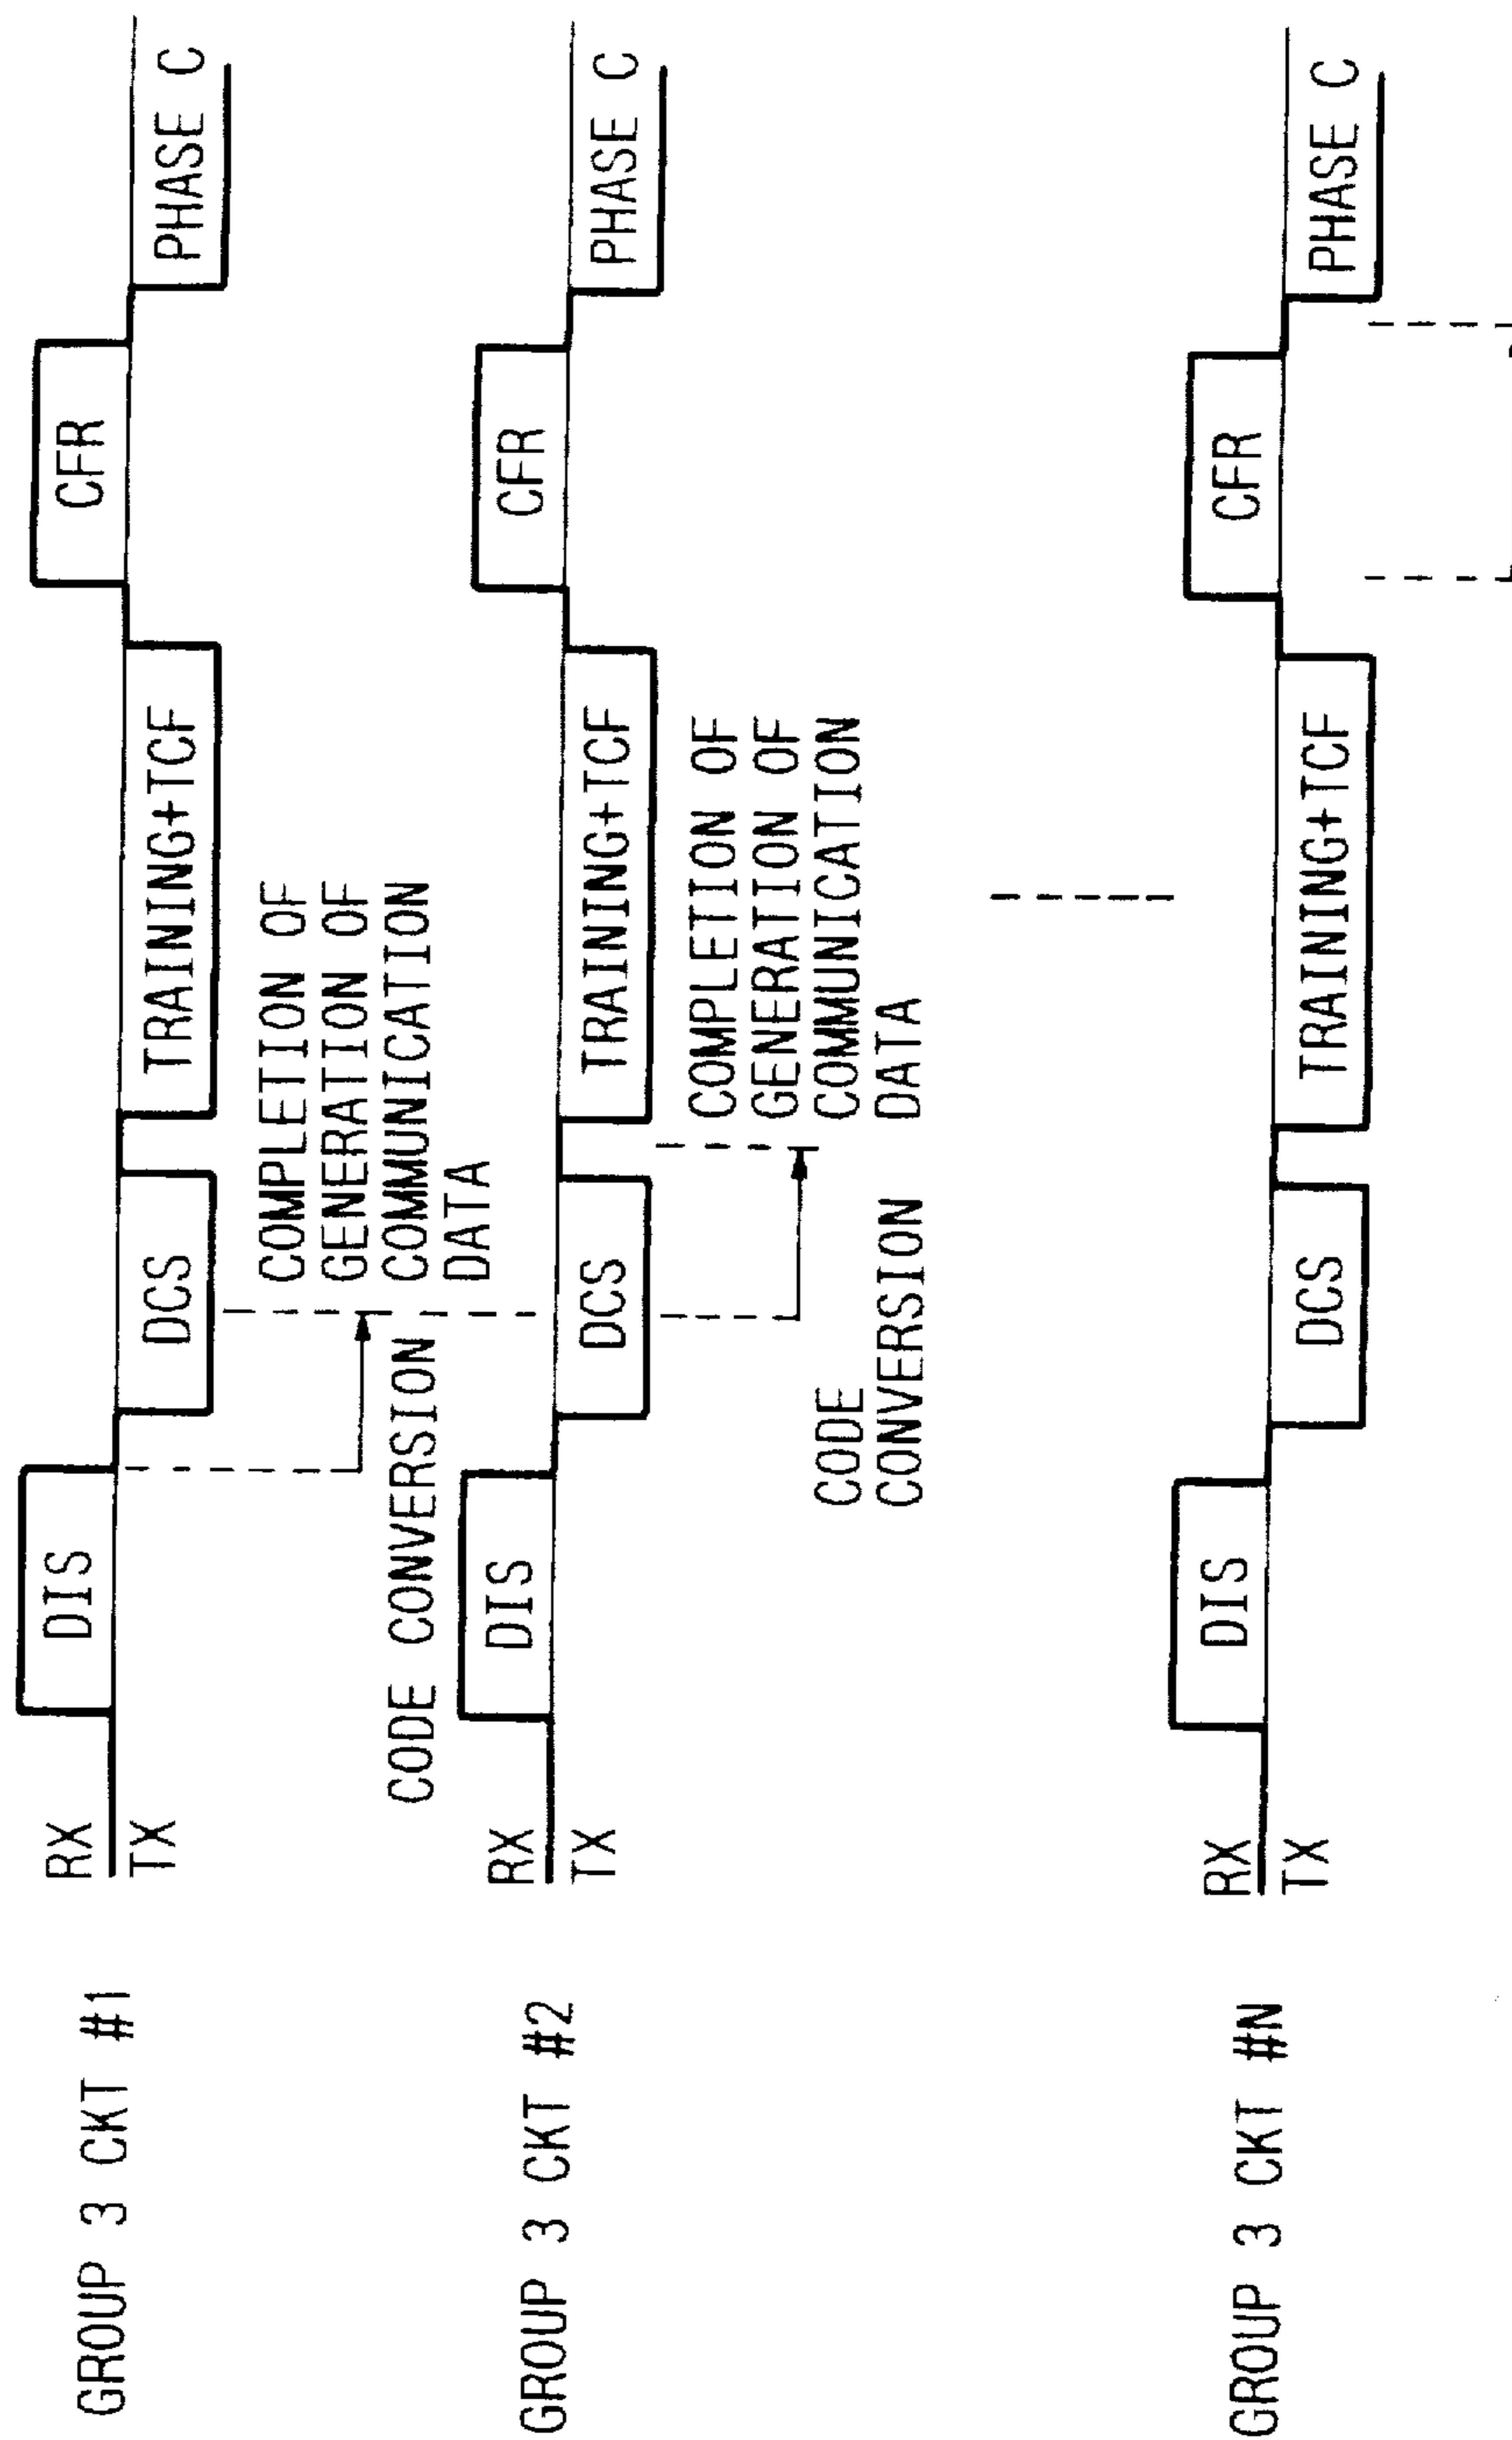 GROUP 3 CKT #1
RX
TX
DIS
DCS
TRAINING+TCF
CFR
PHASE C
CODE CONVERSION
COMPLETION OF
GENERATION OF
COMMUNICATION
DATA
GROUP 3 CKT #2
RX
TX
DIS
DCS
TRAINING+TCF
CFR
PHASE C
CODE
CONVERSION
COMPLETION OF
GENERATION OF
COMMUNICATION
DATA
GROUP 3 CKT #N
RX
TX
DIS
DCS
TRAINING+TCF
CFR
PHASE C